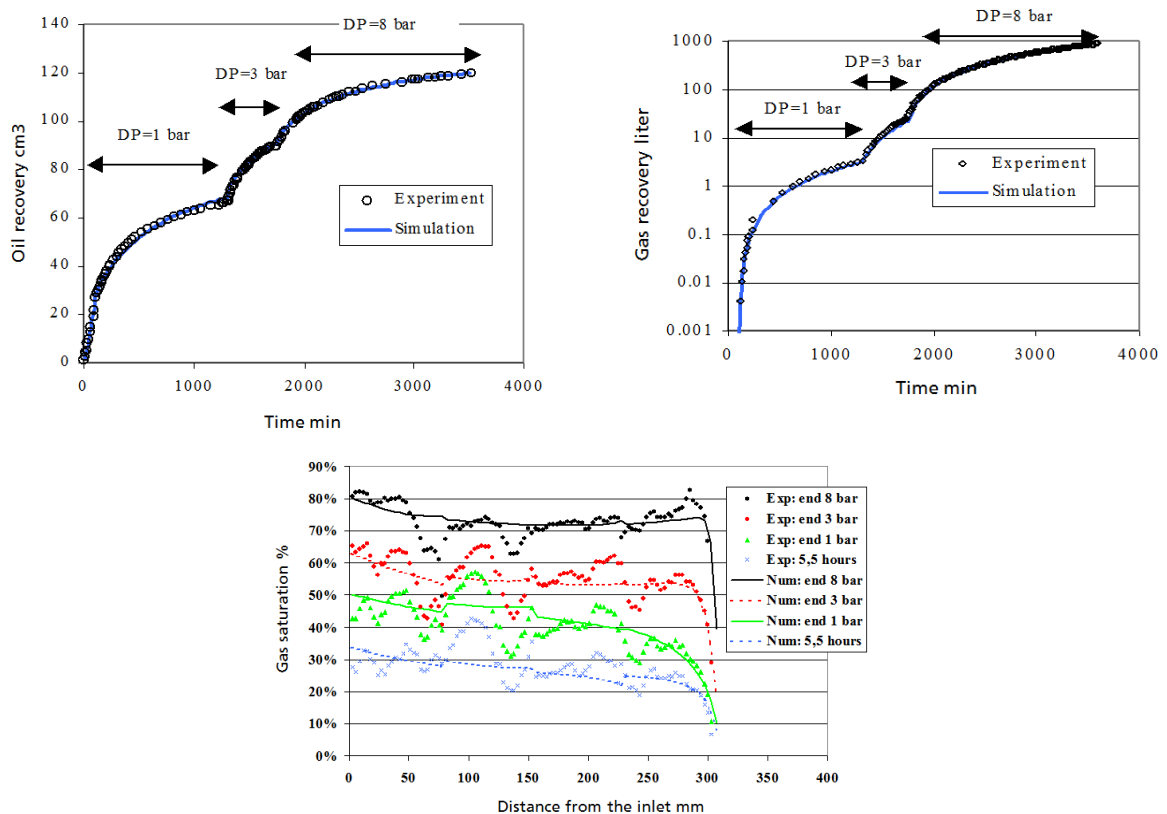 Oil recovery cm3
140
120
100
80
60
40
20
0
0
1000
2000
3000
4000
Time min
DP=1 bar
DP=3 bar
DP=8 bar
Experiment
Simulation
Gas recovery liter
1000
100
10
1
0.1
0.01
0.001
0
1000
2000
3000
4000
Time min
DP=1 bar
DP=3 bar
DP=8 bar
Experiment
Simulation
Gas saturation %
90%
80%
70%
60%
50%
40%
30%
20%
10%
0%
0
50
100
150
200
250
300
350
400
Distance from the inlet mm
Exp: end 8 bar
Exp: end 3 bar
Exp: end 1 bar
Exp: 5,5 hours
Num: end 8 bar
Num: end 3 bar
Num: end 1 bar
Num: 5,5 hours